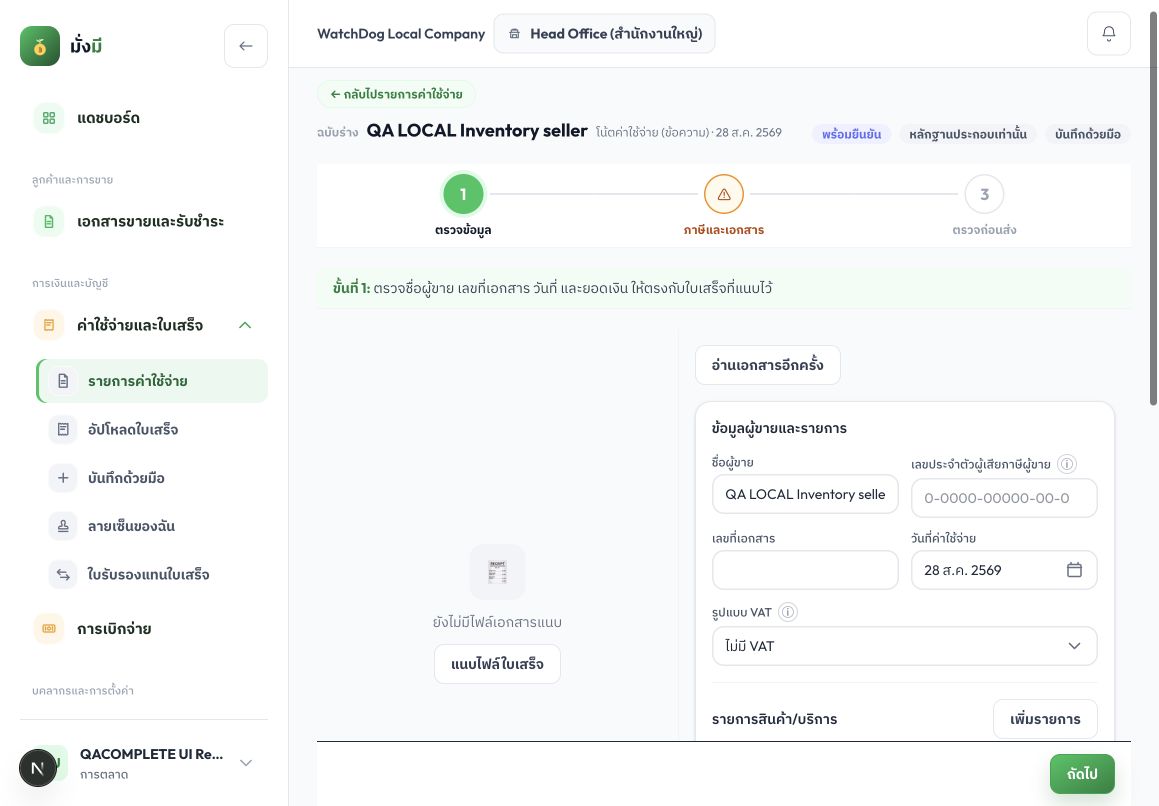 มั่งมี
แดชบอร์ด
ลูกค้าและการขาย
เอกสารขายและรับชำระ
การเงินและบัญชี
ค่าใช้จ่ายและใบเสร็จ
รายการค่าใช้จ่าย
อัปโหลดใบเสร็จ
บันทึกด้วยมือ
ลายเซ็นของฉัน
ใบรับรองแทนใบเสร็จ
การเบิกจ่าย
บุคลากรและการตั้งค่า
N
QACOMPLETE UI Re...
การตลาด
WatchDog Local Company
Head Office (สำนักงานใหญ่)
← กลับไปรายการค่าใช้จ่าย
ฉบับร่าง QA LOCAL Inventory seller โน้ตค่าใช้จ่าย (ข้อความ) · 28 ส.ค. 2569 พร้อมยืนยัน หลักฐานประกอบเท่านั้น บันทึกด้วยมือ
1 3
ตรวจข้อมูล ภาษีและเอกสาร ตรวจก่อนส่ง
ขั้นที่ 1: ตรวจชื่อผู้ขาย เลขที่เอกสาร วันที่ และยอดเงิน ให้ตรงกับใบเสร็จที่แนบไว้
RECEIPT
ยังไม่มีไฟล์เอกสารแนบ
แนบไฟล์ใบเสร็จ
อ่านเอกสารอีกครั้ง
ข้อมูลผู้ขายและรายการ
ชื่อผู้ขาย เลขประจำตัวผู้เสียภาษีผู้ขาย
QA LOCAL Inventory selle 0-0000-00000-00-0
เลขที่เอกสาร วันที่ค่าใช้จ่าย
28 ส.ค. 2569
รูปแบบ VAT
ไม่มี VAT
รายการสินค้า/บริการ เพิ่มรายการ
ถัดไป